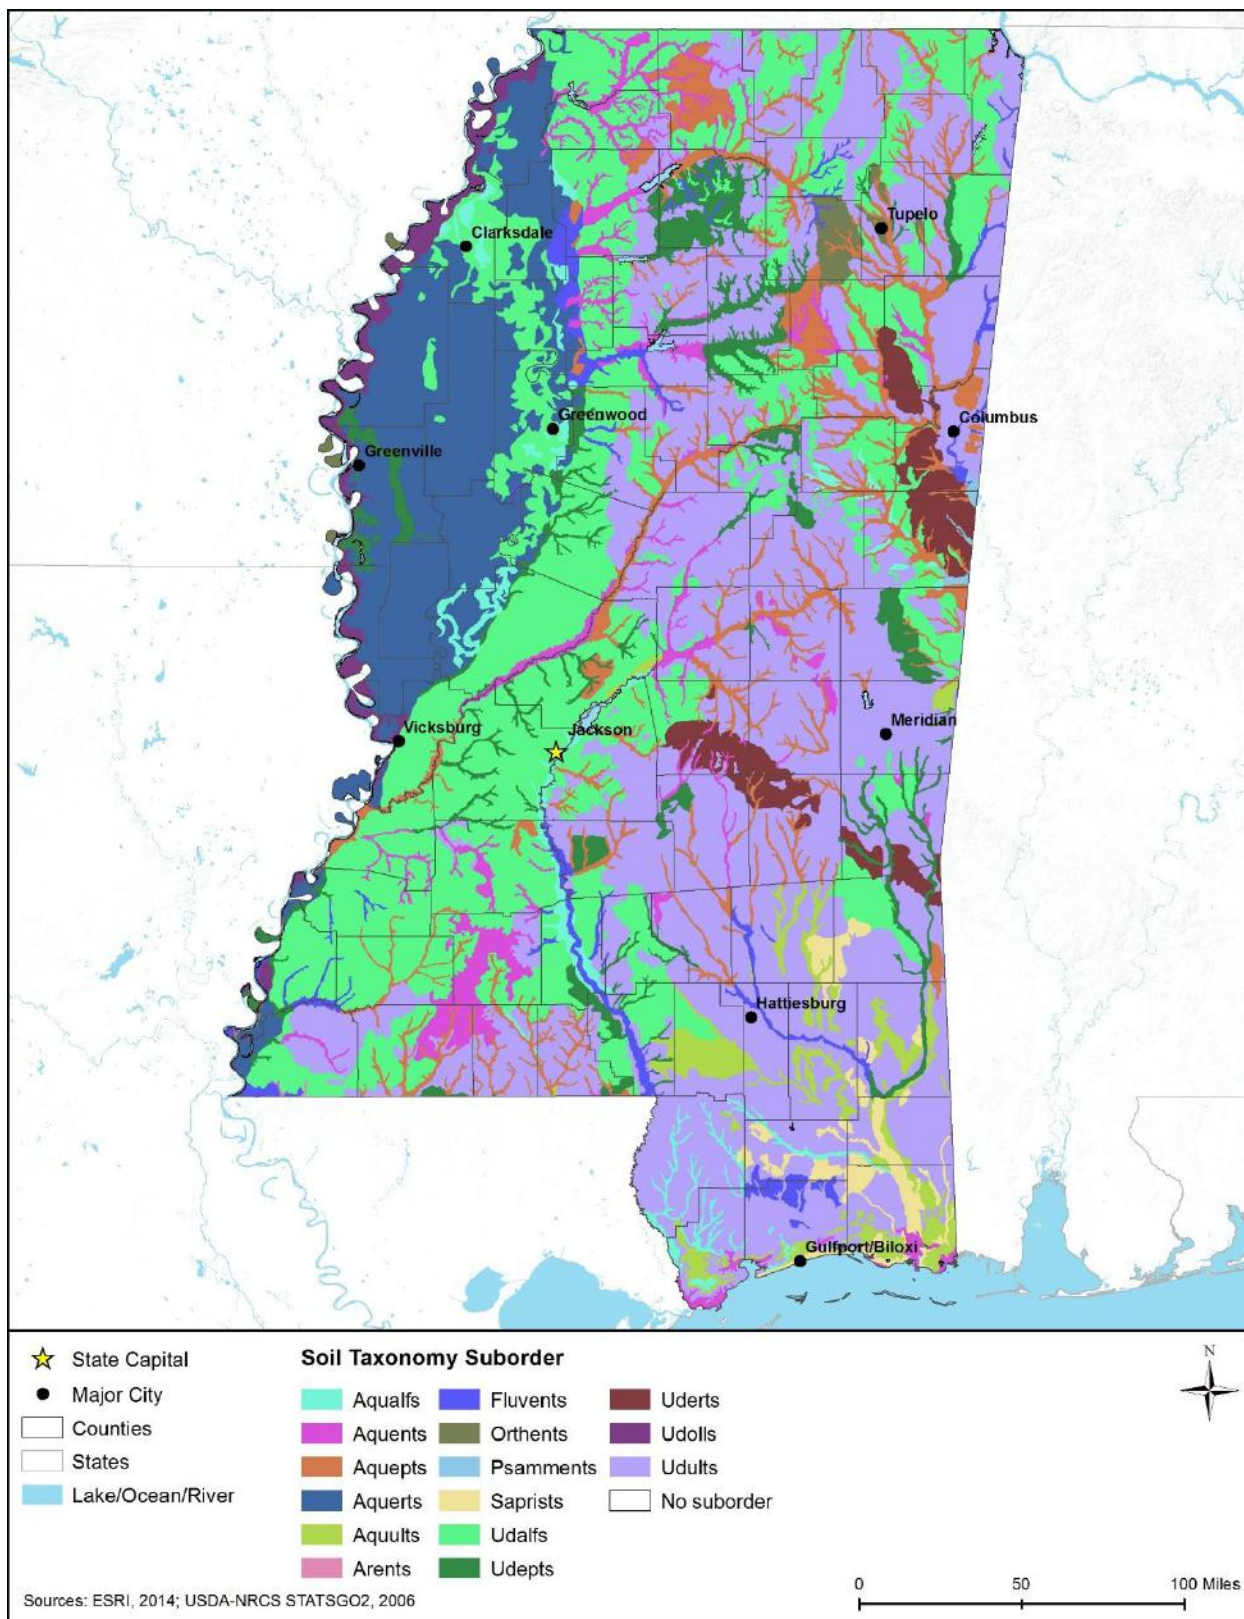 Tupelo
Clarksdale
Greenwood
Columbus
Greenville
Vicksburg
Jackson
Meridian
Hattiesburg
Gulfport/Biloxi
State Capital
Major City
Counties
States
Lake/Ocean/River
Soil Taxonomy Suborder
Aqualfs
Aquents
Aquepts
Aquerts
Aquults
Arents
Fluvents
Orthents
Psamments
Saprists
Udalfs
Udepts
Uderts
Udolls
Udults
No suborder
N
0 50 100 Miles
Sources: ESRI, 2014; USDA-NRCS STATSGO2, 2006